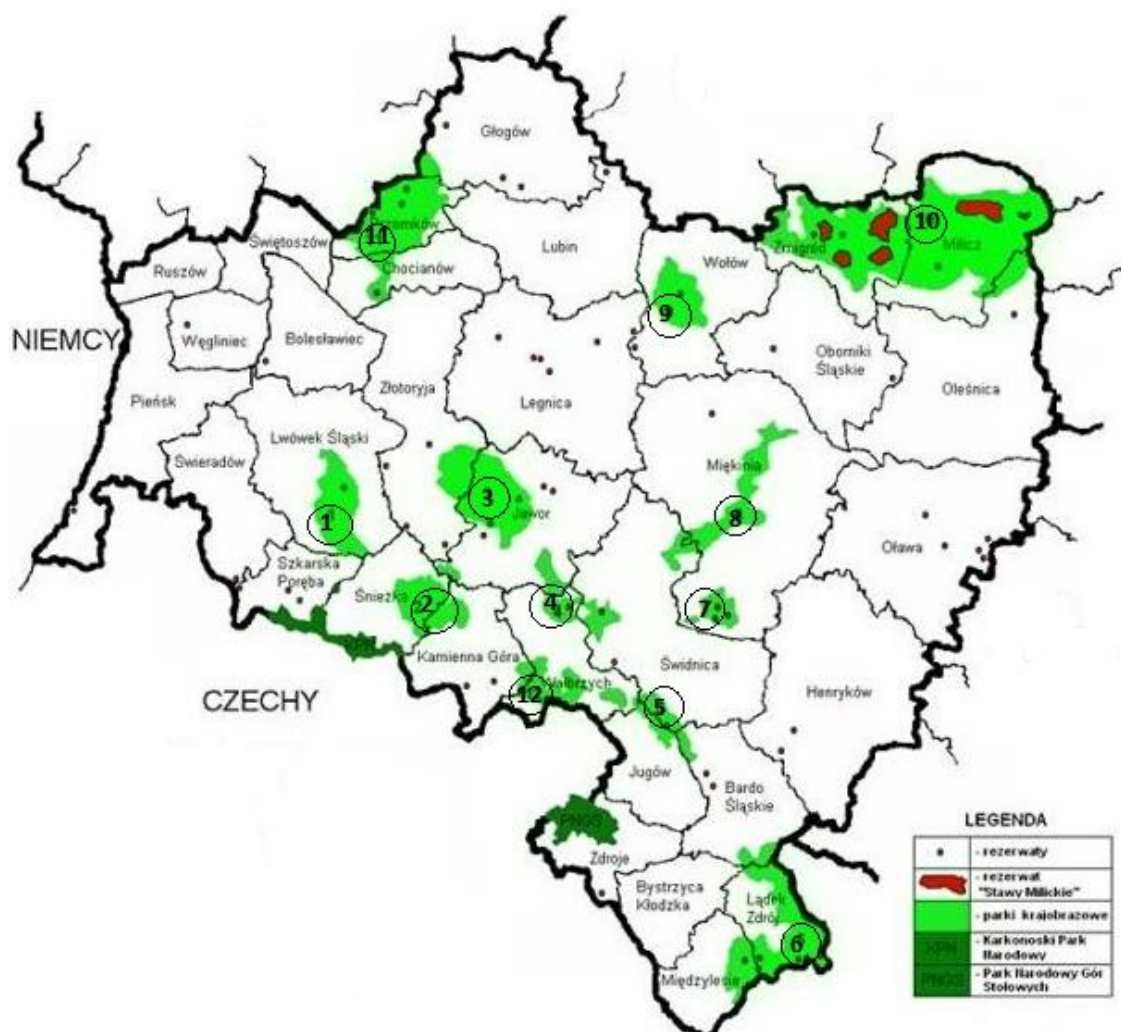 Głogów
11
Przemków
Świętoszów
Chocianów
Ruszów
Lubin
Wołów
9
Żmigród
10
Milicz
NIEMCY
Węgliniec
Bolesławiec
Pieńsk
Złotoryja
Legnica
Oborniki
Śląskie
Oleśnica
Lwówek Śląski
Świeradów
1
3
Jawor
Miękinia
8
Oława
Szklarska
Poręba
Śnieżka
2
4
7
Kamienna Góra
Świdnica
CZECHY
12
Wałbrzych
5
Henryków
Jugów
Bardo
Śląskie
PNGS
Zdroje
Bystrzyca
Kłodzka
Lądek
Zdrój
6
Międzylesie
LEGENDA
- rezerwaty
- rezerwat
"Stawy Milickie"
- parki krajobrazowe
KPN
- Karkonoski Park
Narodowy
PNGS
- Park Narodowy Gór
Stołowych